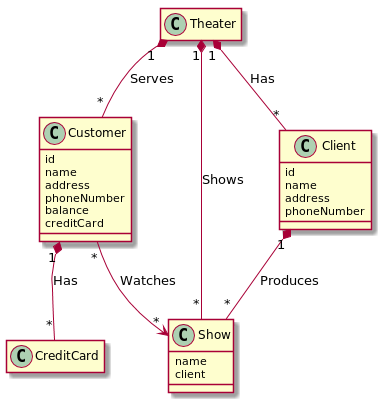 C Theater
1 1 1
Serves
Has
*
*
C Customer
id
name
address
phoneNumber
balance
creditCard
C Client
id
name
address
phoneNumber
Shows
1
*
1
Has
Watches
Produces
*
*
*
*
C CreditCard
C Show
name
client